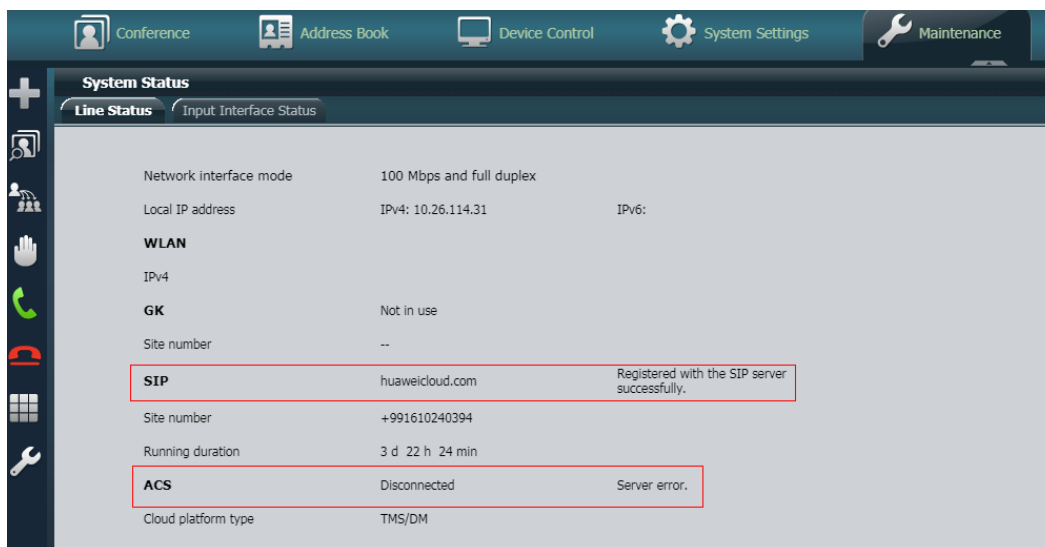 Conference Address Book Device Control System Settings Maintenance
System Status
Line Status Input Interface Status
Network interface mode 100 Mbps and full duplex
Local IP address IPv4: 10.26.114.31 IPv6:
WLAN
IPv4
GK Not in use
Site number --
SIP huaweicloud.com Registered with the SIP server
successfully.
Site number +991610240394
Running duration 3 d 22 h 24 min
ACS Disconnected Server error.
Cloud platform type TMS/DM